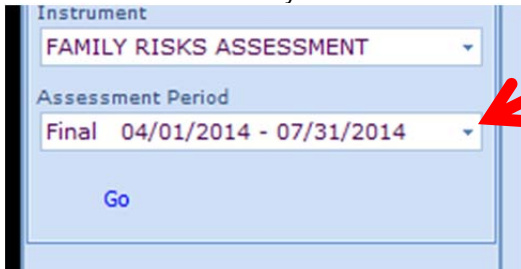 Instrument
FAMILY RISKS ASSESSMENT
Assessment Period
Final 04/01/2014 - 07/31/2014
Go